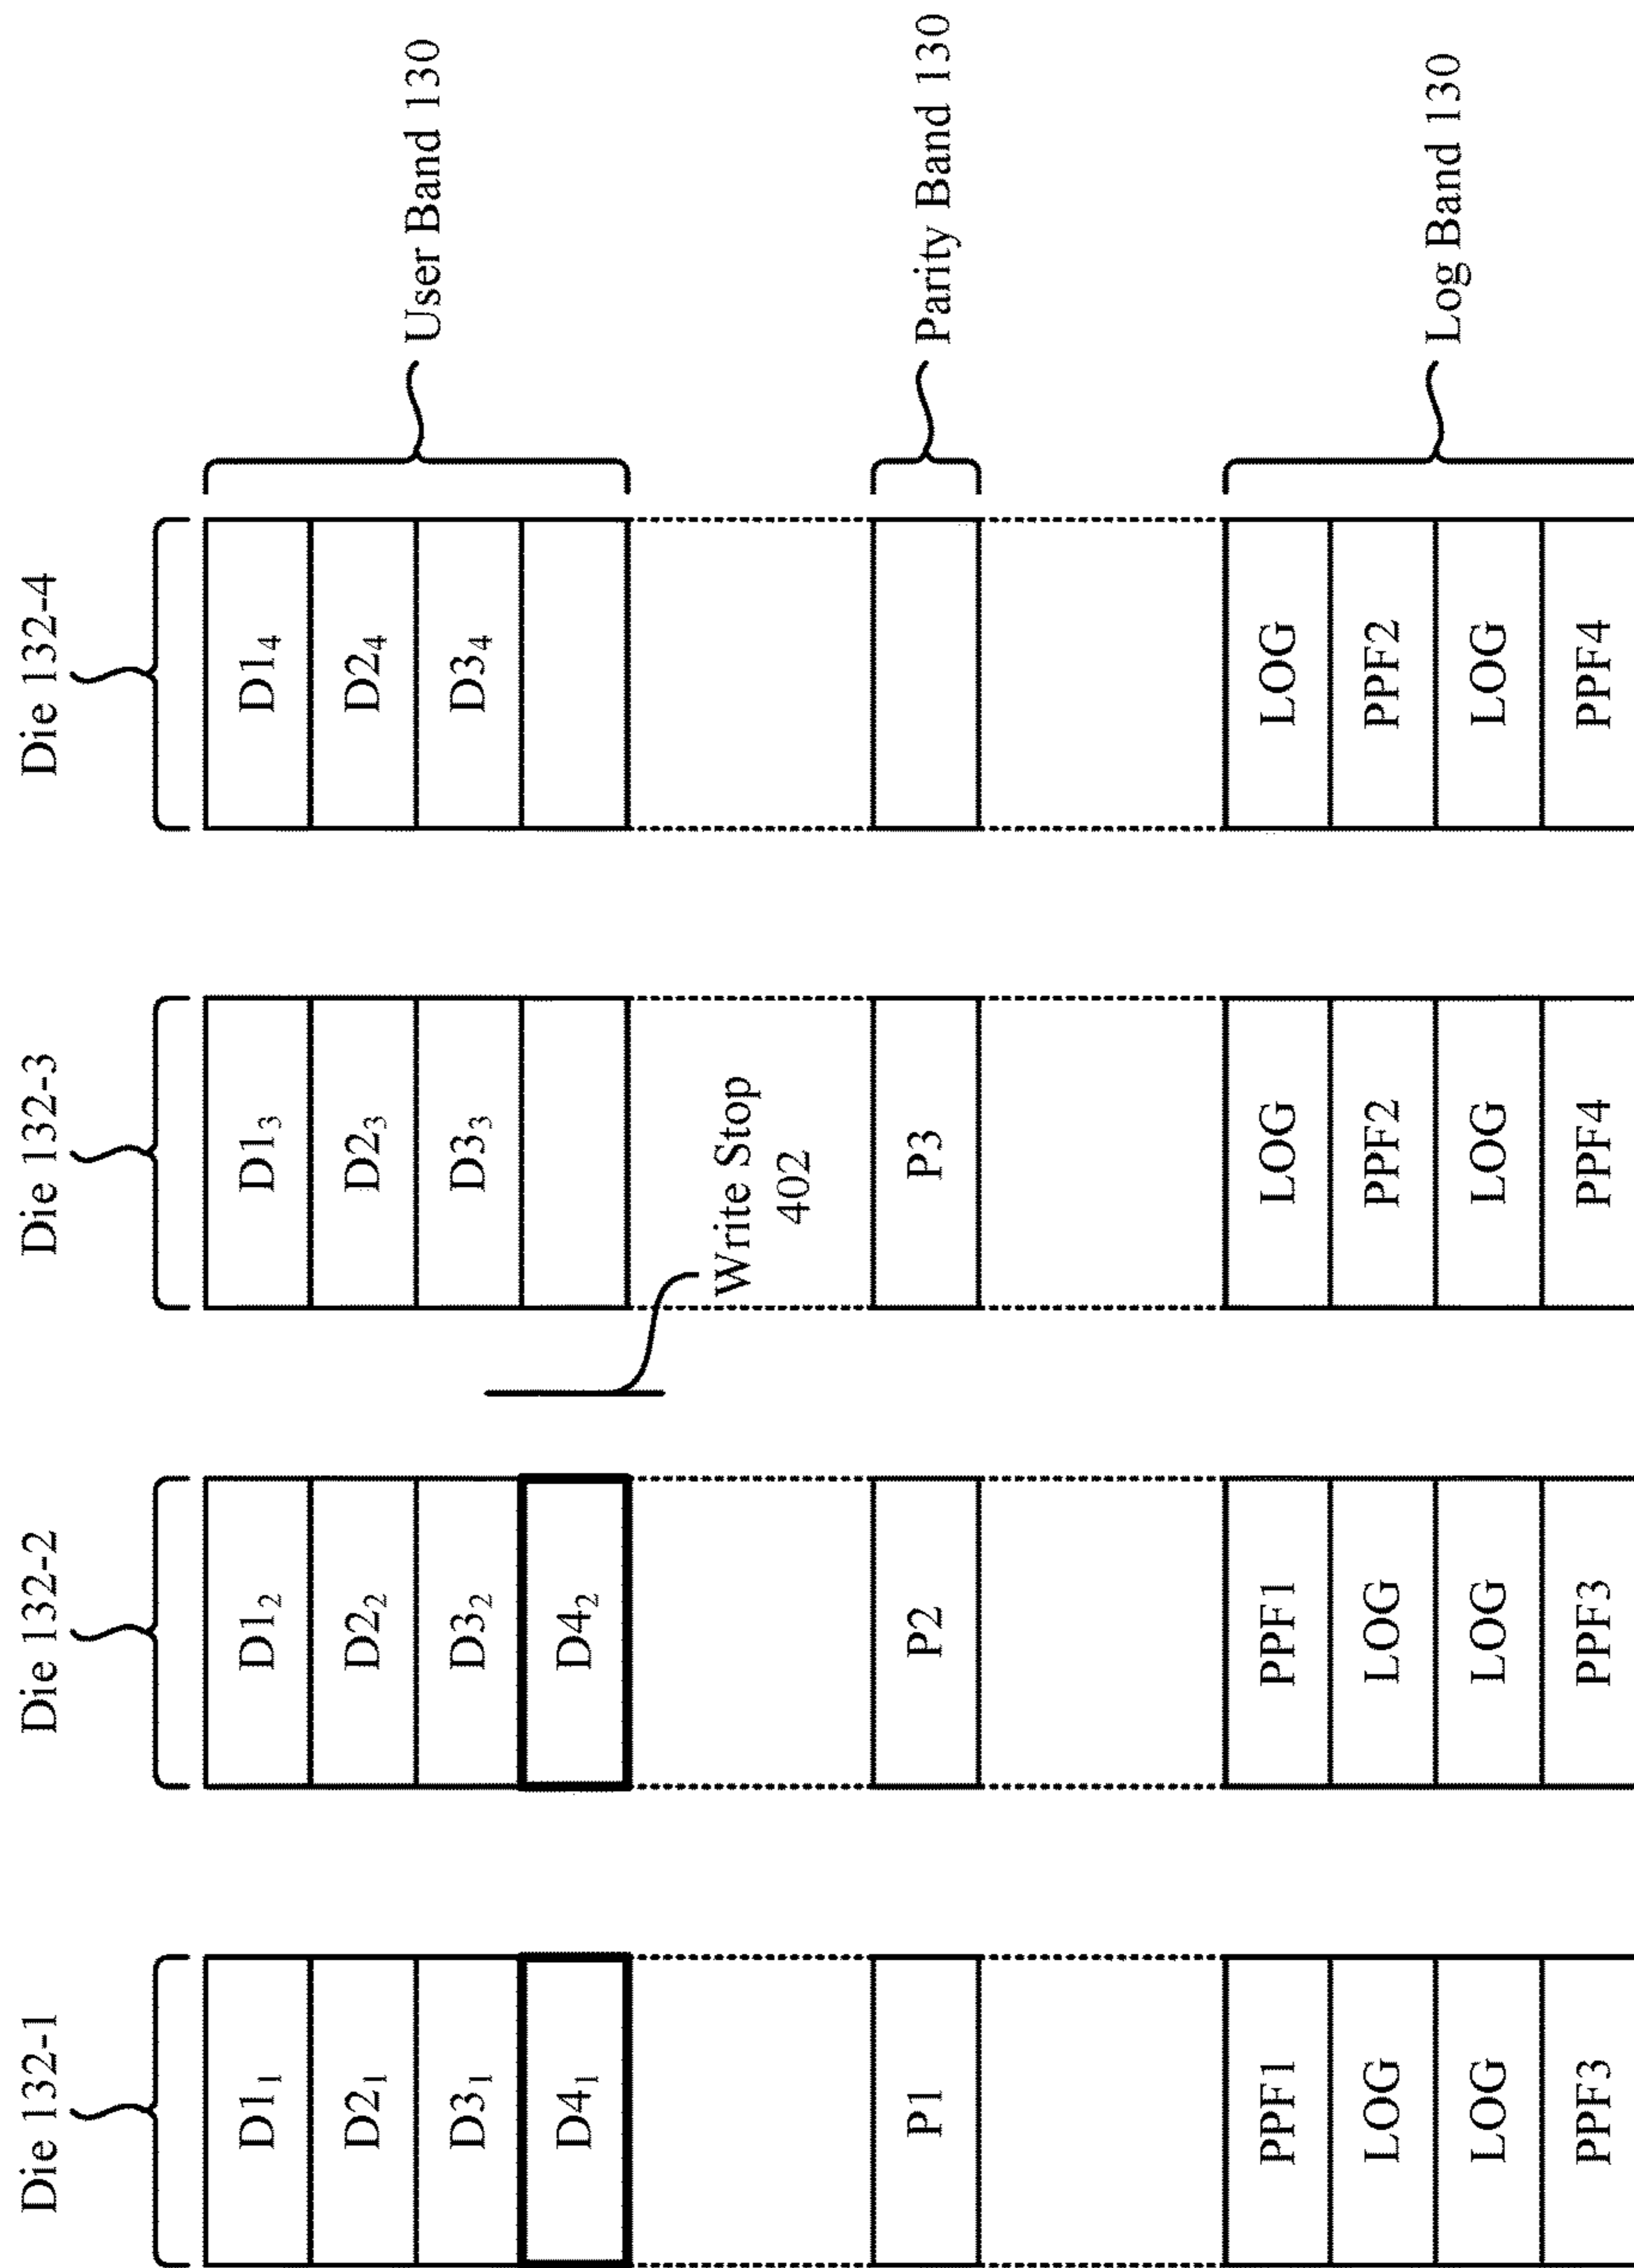 Die 132-1 Die 132-2 Die 132-3 Die 132-4
D1₁ D1₂ D1₃ D1₄
D2₁ D2₂ D2₃ D2₄
User Band 130
D3₁ D3₂ D3₃ D3₄
D4₁ D4₂
Write Stop
402
P1 P2 P3
Parity Band 130
PPF1 PPF1 LOG LOG
LOG LOG PPF2 PPF2
Log Band 130
LOG LOG LOG LOG
PPF3 PPF3 PPF4 PPF4